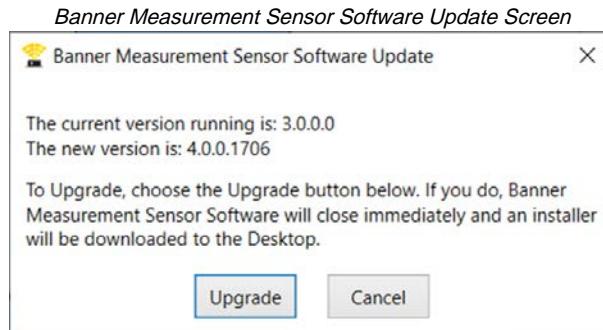 Banner Measurement Sensor Software Update Screen
Banner Measurement Sensor Software Update
The current version running is: 3.0.0.0
The new version is: 4.0.0.1706
To Upgrade, choose the Upgrade button below. If you do, Banner
Measurement Sensor Software will close immediately and an installer
will be downloaded to the Desktop.
Upgrade Cancel